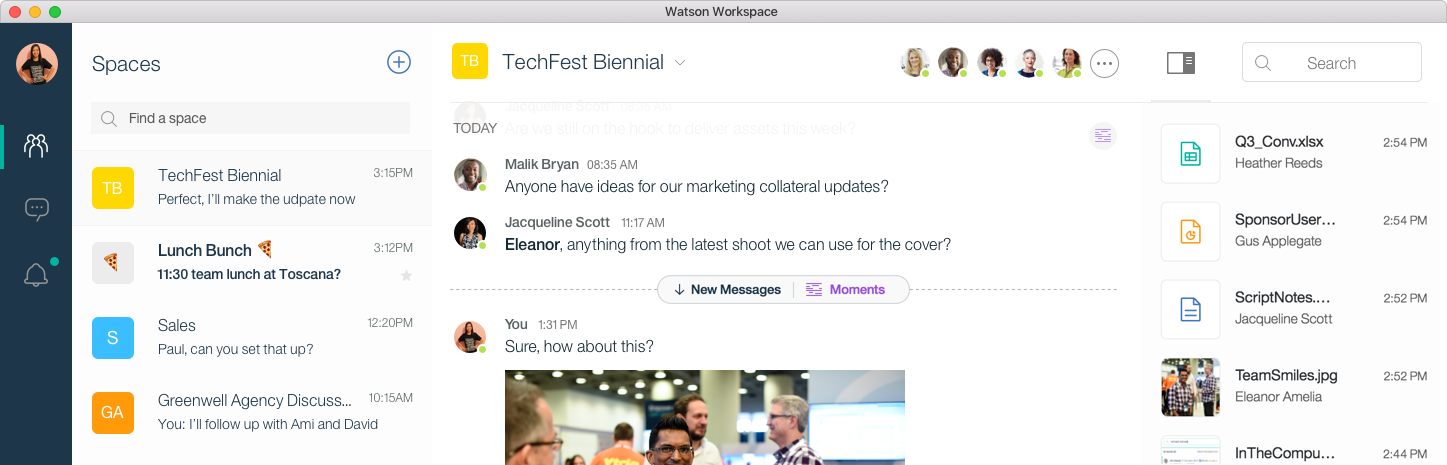 Watson Workspace
Spaces
Find a space
TB
TechFest Biennial
3:15PM
Perfect, I'll make the udpate now
Lunch Bunch 🍕
3:12PM
11:30 team lunch at Toscana?
S
Sales
12:20PM
Paul, can you set that up?
GA
Greenwell Agency Discuss...
10:15AM
You: I'll follow up with Ami and David
TB
TechFest Biennial
Jacqueline Scott 08:35 AM
Are we still on the hook to deliver assets this week?
TODAY
Malik Bryan 08:35 AM
Anyone have ideas for our marketing collateral updates?
Jacqueline Scott 11:17 AM
Eleanor, anything from the latest shoot we can use for the cover?
New Messages
Moments
You 1:31 PM
Sure, how about this?
Search
Q3_Conv.xlsx
2:54 PM
Heather Reeds
SponsorUser...
2:54 PM
Gus Applegate
ScriptNotes....
2:52 PM
Jacqueline Scott
TeamSmiles.jpg
2:52 PM
Eleanor Amelia
InTheCompu...
2:44 PM